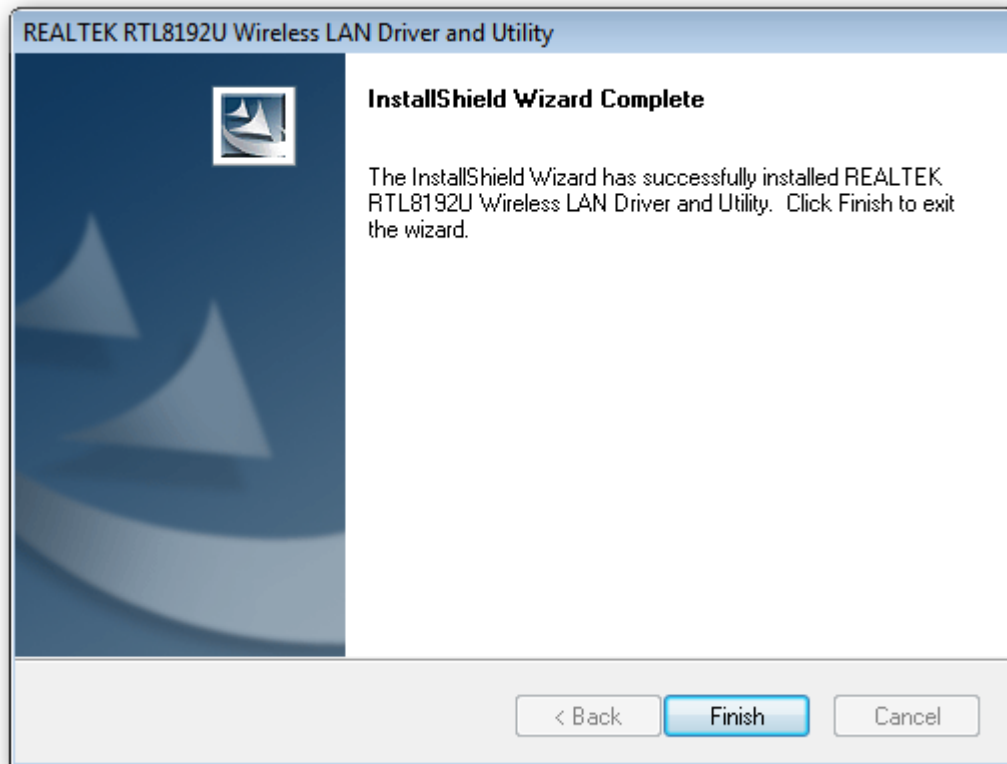 REALTEK RTL8192U Wireless LAN Driver and Utility
InstallShield Wizard Complete
The InstallShield Wizard has successfully installed REALTEK
RTL8192U Wireless LAN Driver and Utility.  Click Finish to exit
the wizard.
< Back Finish Cancel